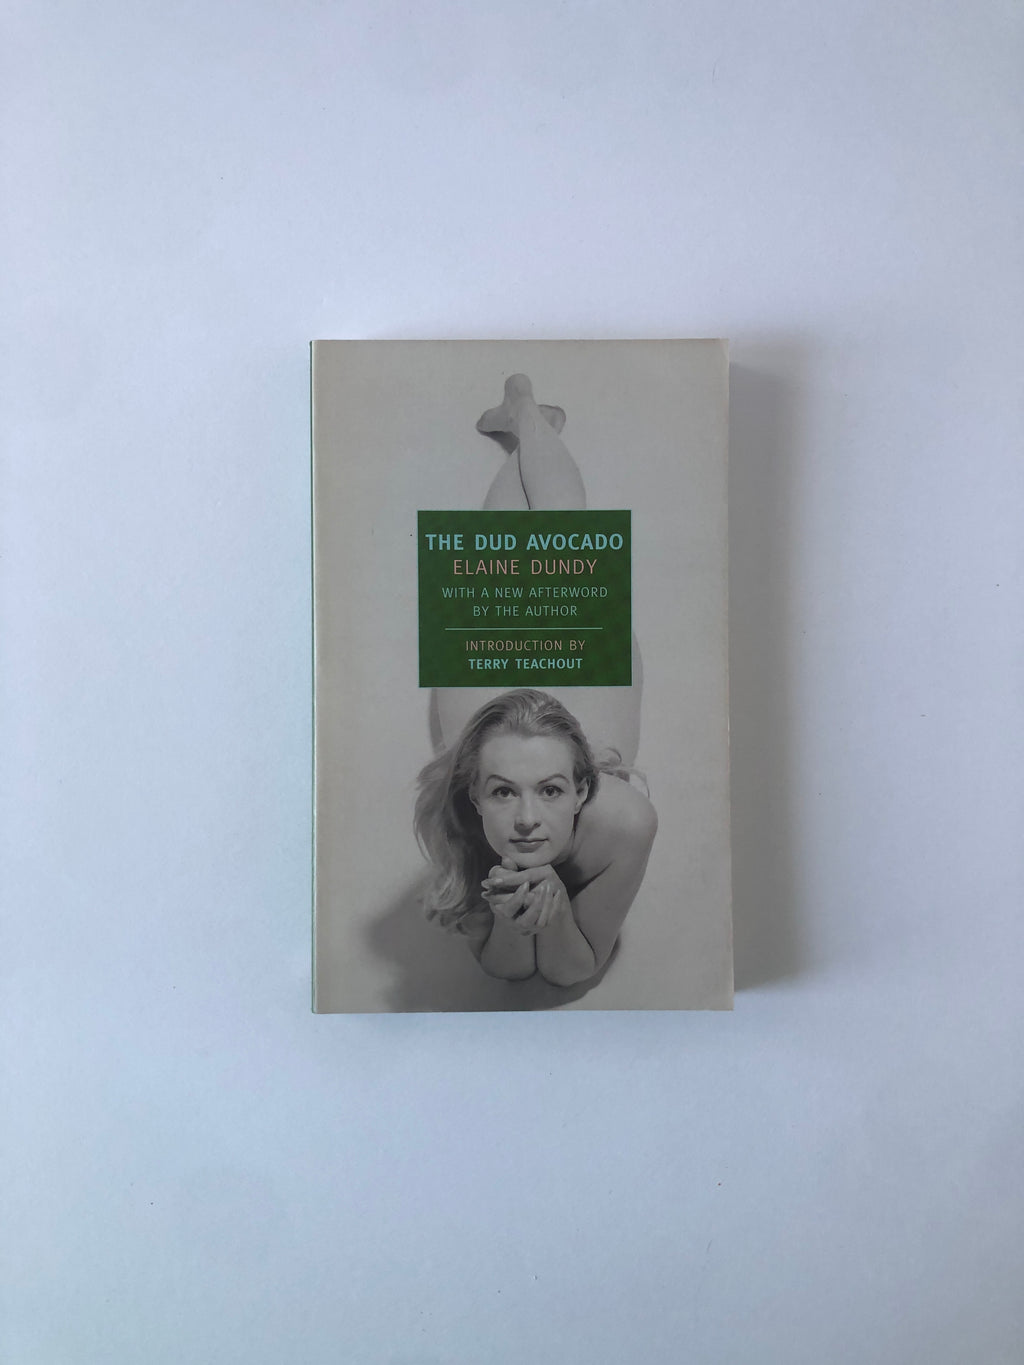 THE DUD AVOCADO
ELAINE DUNDY
WITH A NEW AFTERWORD
BY THE AUTHOR
INTRODUCTION BY
TERRY TEACHOUT